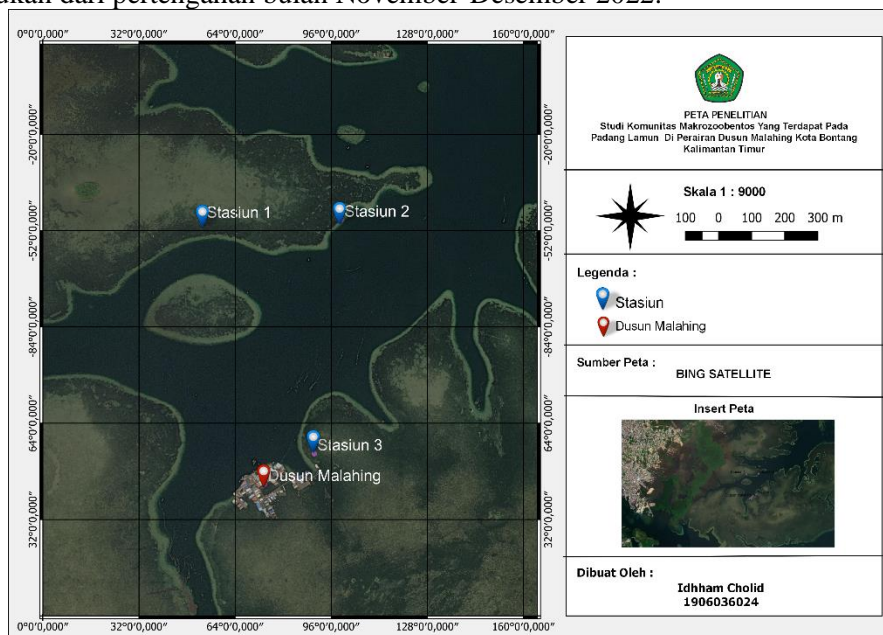 ukan dari pertengahan bulan November-Desember 2022.
0°0'0,000" 32°0'0,000" 64°0'0,000" 96°0'0,000" 128°0'0,000" 160°0'0,000"
-20°0'0,000" -20°0'0,000"
Stasiun 1 Stasiun 2
-52°0'0,000" -52°0'0,000"
-84°0'0,000" -84°0'0,000"
64°0'0,000" 64°0'0,000"
Stasiun 3
Dusun Malahing
32°0'0,000" 32°0'0,000"
0°0'0,000" 32°0'0,000" 64°0'0,000" 96°0'0,000" 128°0'0,000" 160°0'0,000"
PETA PENELITIAN
Studi Komunitas Makrozoobentos Yang Terdapat Pada
Padang Lamun Di Perairan Dusun Malahing Kota Bontang
Kalimantan Timur
Skala 1 : 9000
100 0 100 200 300 m
Legenda :
Stasiun
Dusun Malahing
Sumber Peta :
BING SATELLITE
Insert Peta
Dibuat Oleh :
Idhham Cholid
1906036024